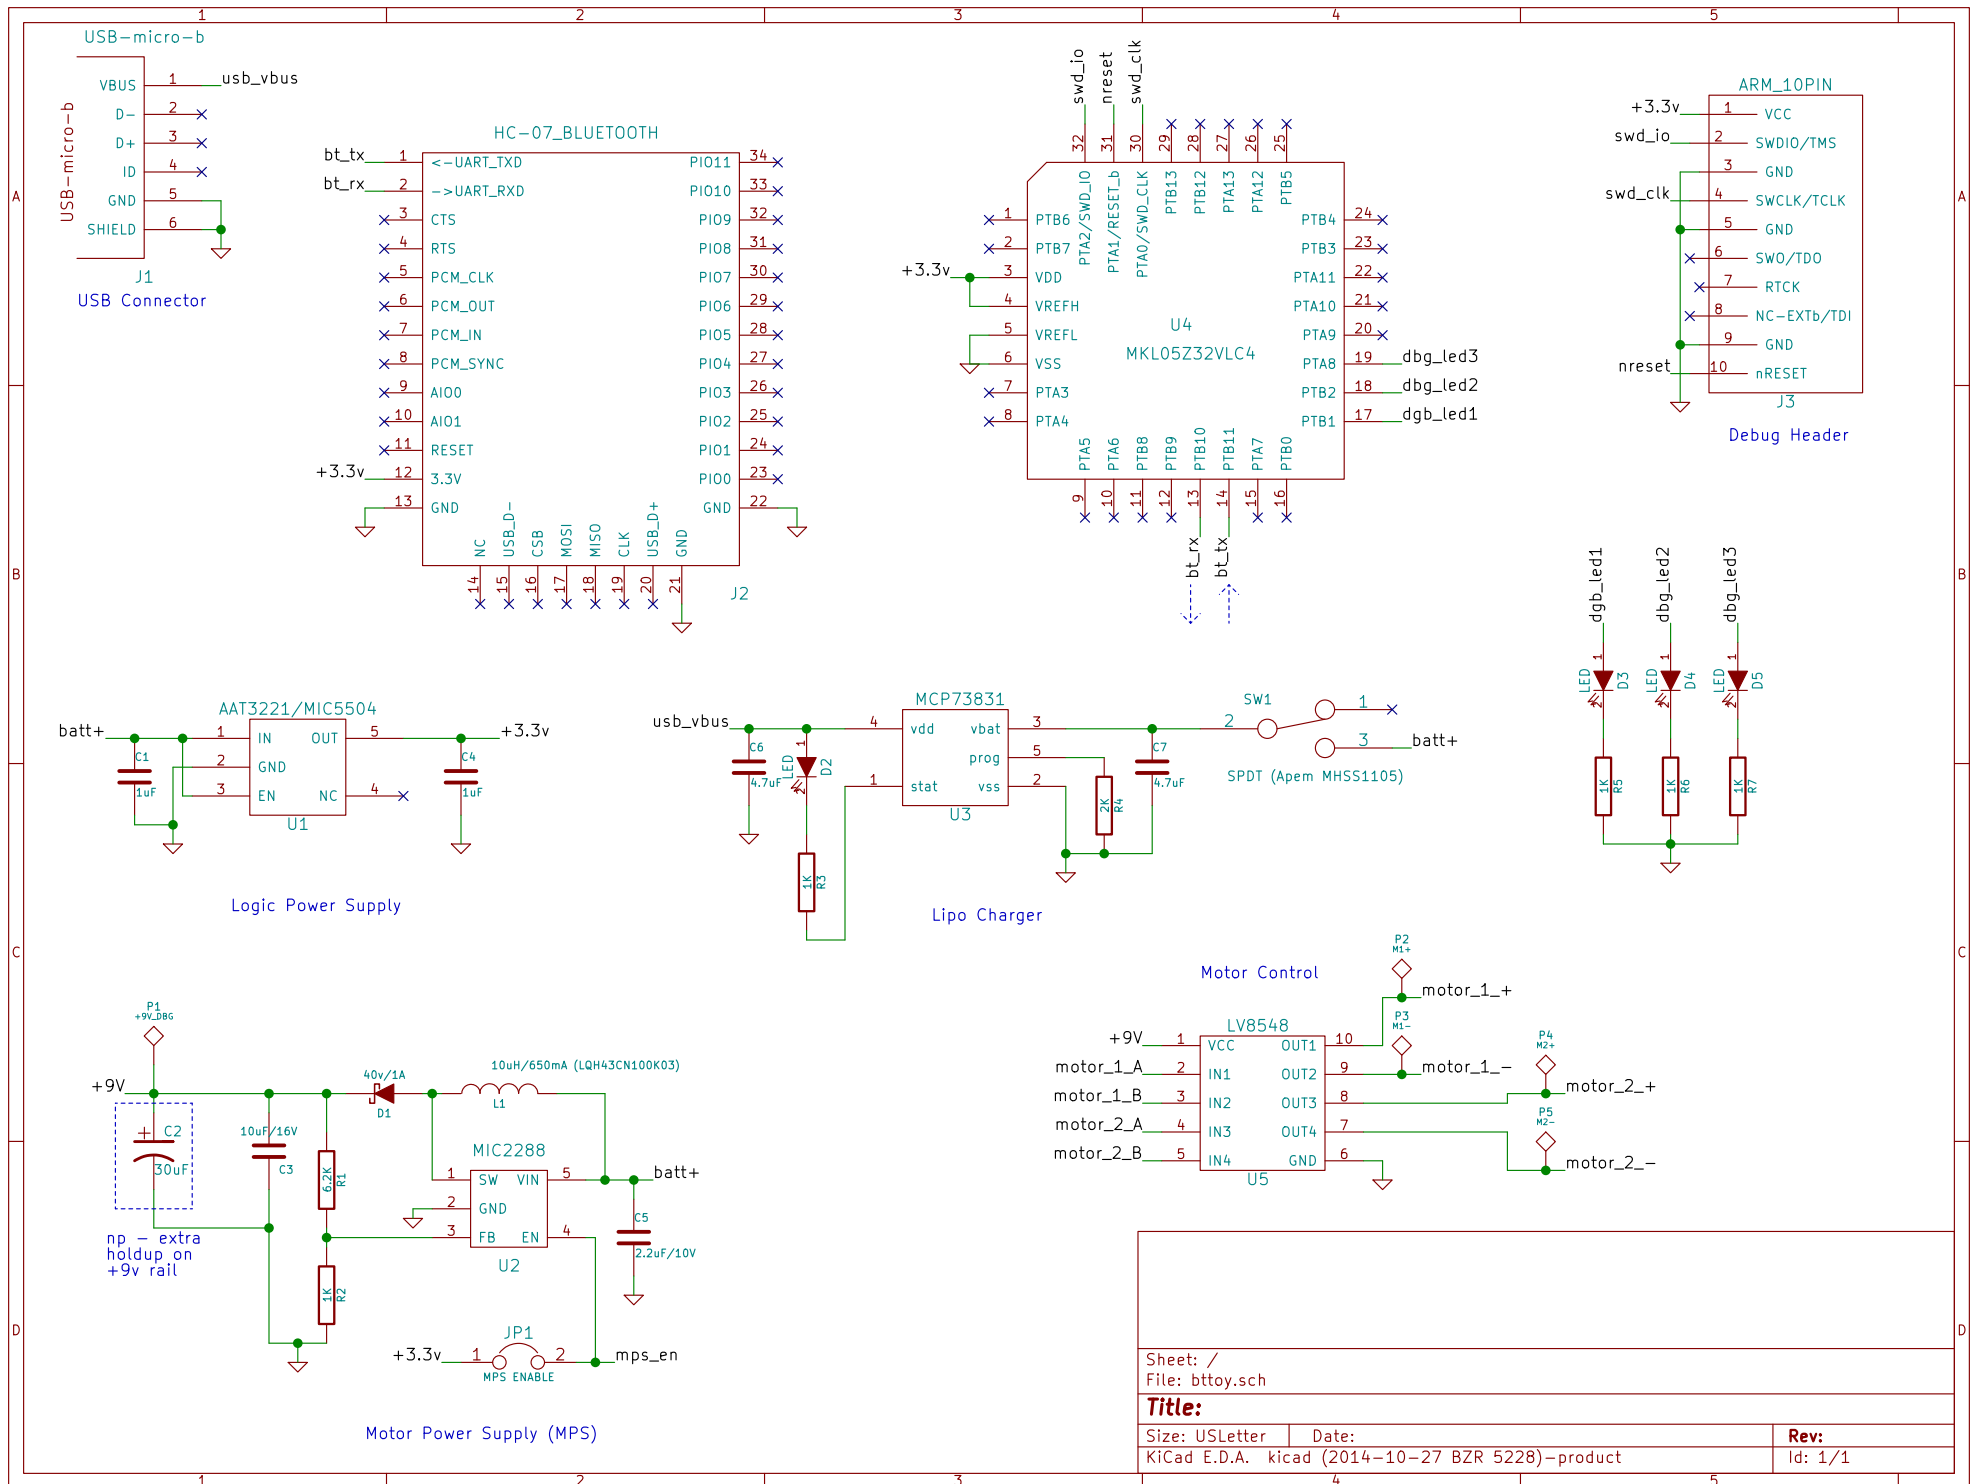 1 2 3 4 5
A
B
C
D
A
B
C
D
1 2 3 4 5
USB-micro-b
USB-micro-b
VBUS 1 usb_vbus
D- 2
D+ 3
ID 4
GND 5
SHIELD 6
J1
USB Connector
HC-07_BLUETOOTH
bt_tx 1 <-UART_TXD
bt_rx 2 ->UART_RXD
3 CTS
4 RTS
5 PCM_CLK
6 PCM_OUT
7 PCM_IN
8 PCM_SYNC
9 AIO0
10 AIO1
11 RESET
+3.3v 12 3.3V
13 GND
14 NC
15 USB_D-
16 CSB
17 MOSI
18 MISO
19 CLK
20 USB_D+
21 GND
PIO11 34
PIO10 33
PIO9 32
PIO8 31
PIO7 30
PIO6 29
PIO5 28
PIO4 27
PIO3 26
PIO2 25
PIO1 24
PIO0 23
GND 22
J2
swd_io 32 PTA2/SWD_IO
nreset 31 PTA1/RESET_b
swd_clk 30 PTA0/SWD_CLK
29 PTB13
28 PTB12
27 PTA13
26 PTA12
25 PTB5
1 PTB6
2 PTB7
+3.3v 3 VDD
4 VREFH
5 VREFL
6 VSS
7 PTA3
8 PTA4
U4
MKL05Z32VLC4
PTB4 24
PTB3 23
PTA11 22
PTA10 21
PTA9 20
PTA8 19 dbg_led3
PTB2 18 dbg_led2
PTB1 17 dgb_led1
PTA5 9
PTA6 10
PTB8 11
PTB9 12
PTB10 13 bt_rx
PTB11 14 bt_tx
PTA7 15
PTB0 16
ARM_10PIN
+3.3v 1 VCC
swd_io 2 SWDIO/TMS
3 GND
swd_clk 4 SWCLK/TCLK
5 GND
6 SWO/TDO
7 RTCK
8 NC-EXTb/TDI
9 GND
nreset 10 nRESET
J3
Debug Header
dgb_led1
dbg_led2
dbg_led3
LED 1 2 D3
LED 1 2 D4
LED 1 2 D5
1K R5
1K R6
1K R7
AAT3221/MIC5504
batt+ 1 IN OUT 5 +3.3v
2 GND
3 EN NC 4
C1
1uF
C4
1uF
U1
Logic Power Supply
MCP73831
usb_vbus 4 vdd vbat 3
prog 5
1 stat vss 2
U3
C6
4.7uF
LED 1 2 D2
1K R3
2K R4
C7
4.7uF
SW1
2 1
3 batt+
SPDT (Apem MHSS1105)
Lipo Charger
Motor Control
P2
M1+
motor_1_+
P3
M1-
motor_1_-
P4
M2+
motor_2_+
P5
M2-
motor_2_-
LV8548
+9V 1 VCC OUT1 10
motor_1_A 2 IN1 OUT2 9
motor_1_B 3 IN2 OUT3 8
motor_2_A 4 IN3 OUT4 7
motor_2_B 5 IN4 GND 6
U5
P1
+9V_DBG
+9V
C2
30uF
np - extra
holdup on
+9v rail
10uF/16V
C3
6.2K R1
1K R2
40v/1A
D1
10uH/650mA (LQH43CN100K03)
L1
MIC2288
1 SW VIN 5 batt+
2 GND
3 FB EN 4
U2
C5
2.2uF/10V
JP1
+3.3v 1 2 mps_en
MPS ENABLE
Motor Power Supply (MPS)
Sheet: /
File: bttoy.sch
Title:
Size: USLetter Date: Rev:
KiCad E.D.A. kicad (2014-10-27 BZR 5228)-product Id: 1/1